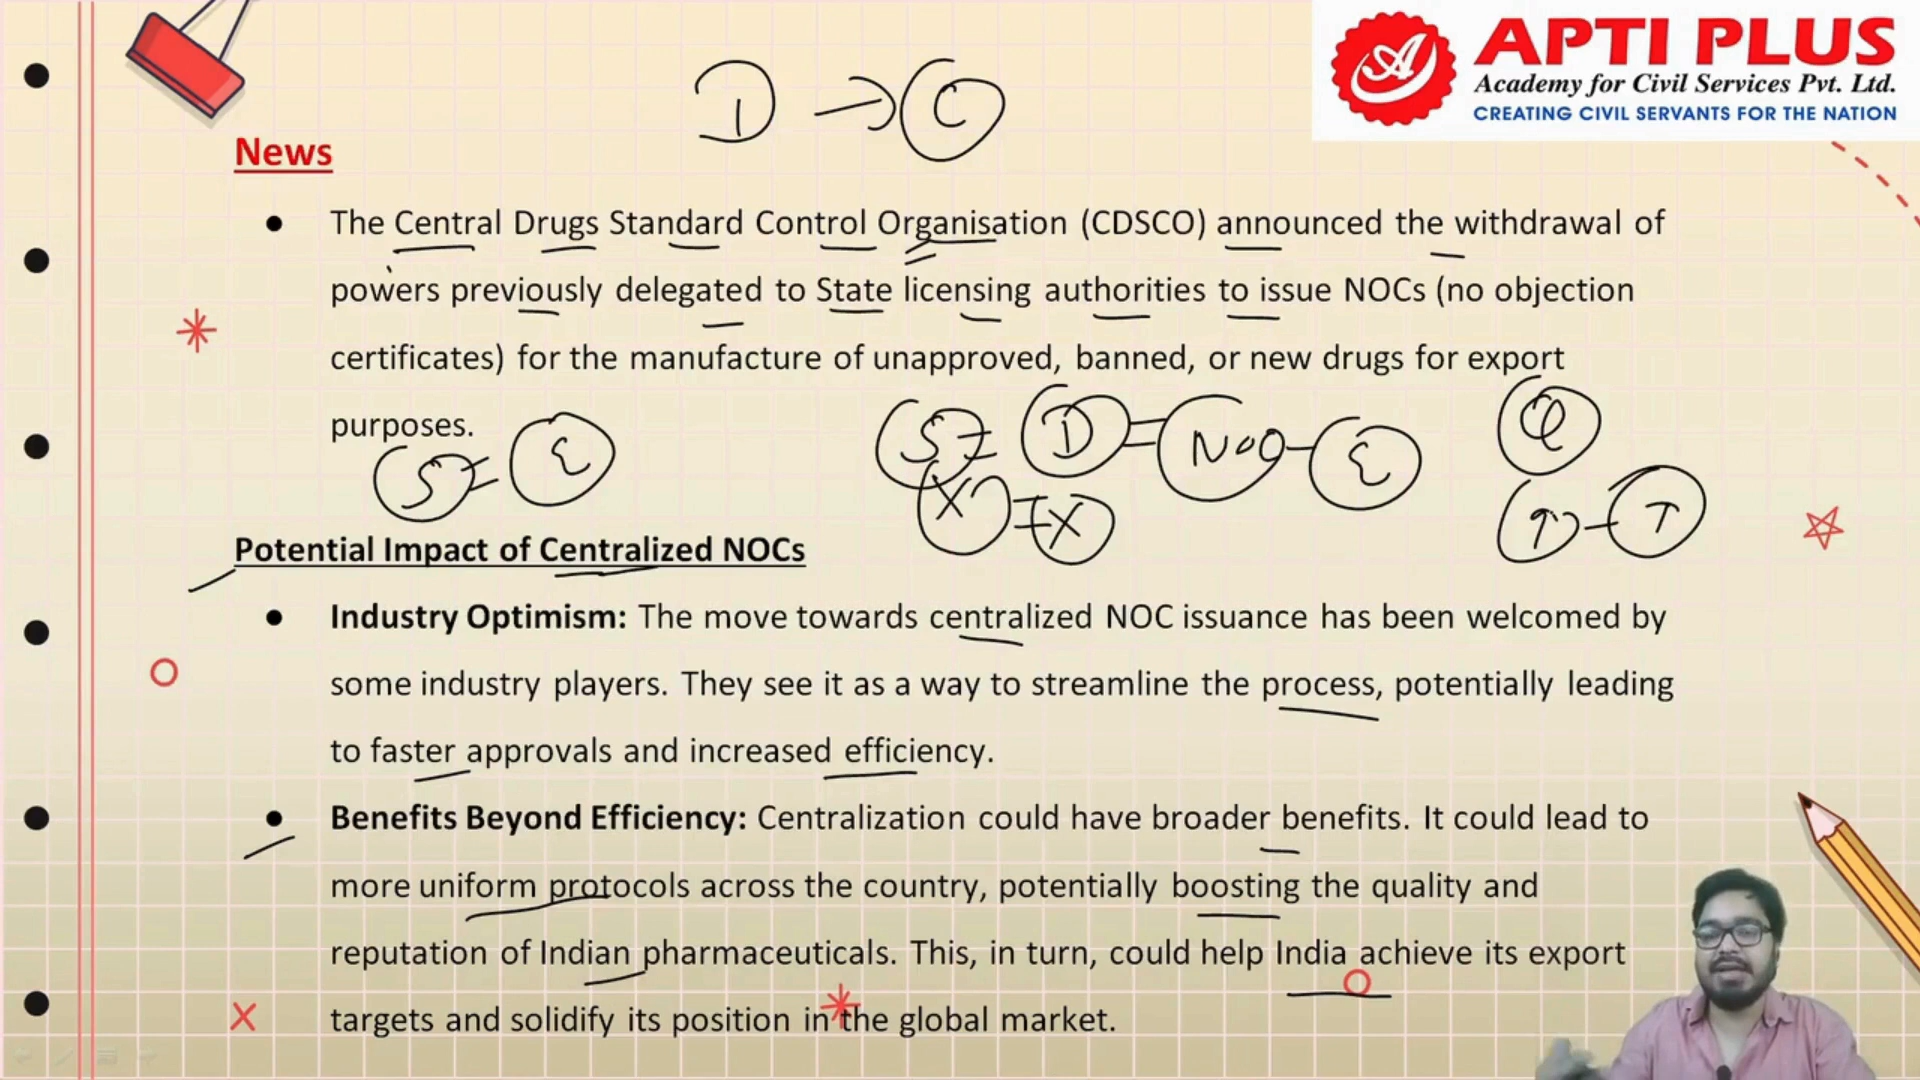 APTI PLUS
Academy for Civil Services Pvt. Ltd.
CREATING CIVIL SERVANTS FOR THE NATION
D → C
News
The Central Drugs Standard Control Organisation (CDSCO) announced the withdrawal of
powers previously delegated to State licensing authorities to issue NOCs (no objection
certificates) for the manufacture of unapproved, banned, or new drugs for export
purposes.
S E
S D NOC E
X X
T
Potential Impact of Centralized NOCs
Industry Optimism: The move towards centralized NOC issuance has been welcomed by
some industry players. They see it as a way to streamline the process, potentially leading
to faster approvals and increased efficiency.
Benefits Beyond Efficiency: Centralization could have broader benefits. It could lead to
more uniform protocols across the country, potentially boosting the quality and
reputation of Indian pharmaceuticals. This, in turn, could help India achieve its export
targets and solidify its position in the global market.